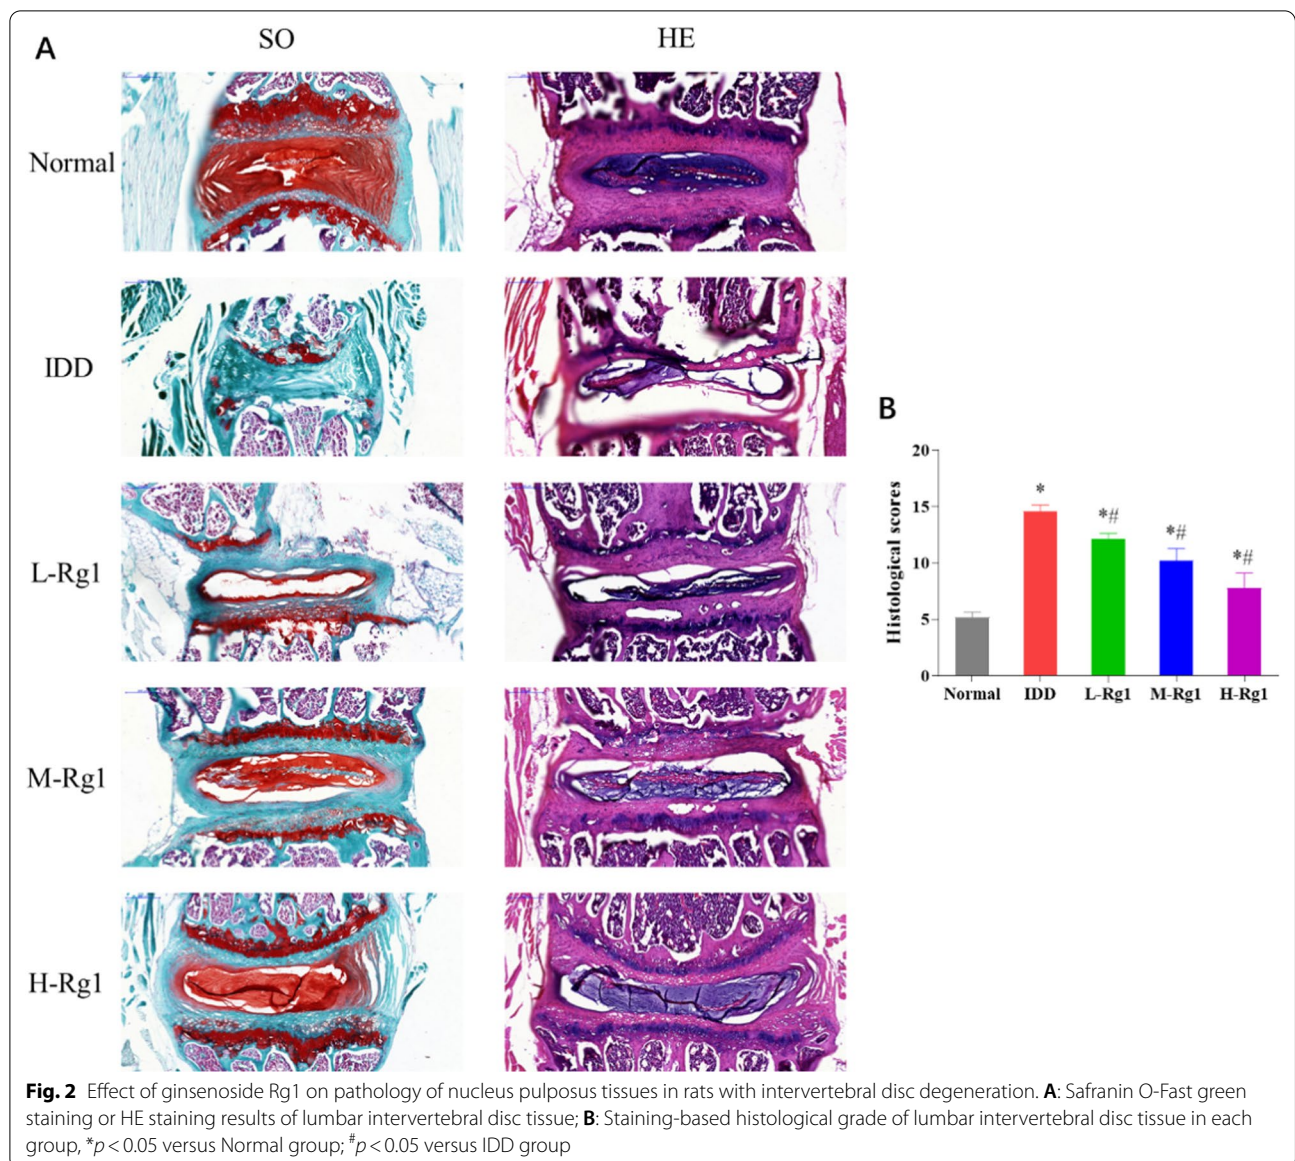 A
SO
HE
Normal
IDD
L-Rg1
M-Rg1
H-Rg1
B
Histological scores
20
15
10
5
0
*
*#
*#
*#
Normal IDD L-Rg1 M-Rg1 H-Rg1
Fig. 2 Effect of ginsenoside Rg1 on pathology of nucleus pulposus tissues in rats with intervertebral disc degeneration. A: Safranin O-Fast green
staining or HE staining results of lumbar intervertebral disc tissue; B: Staining-based histological grade of lumbar intervertebral disc tissue in each
group, *p < 0.05 versus Normal group; #p < 0.05 versus IDD group